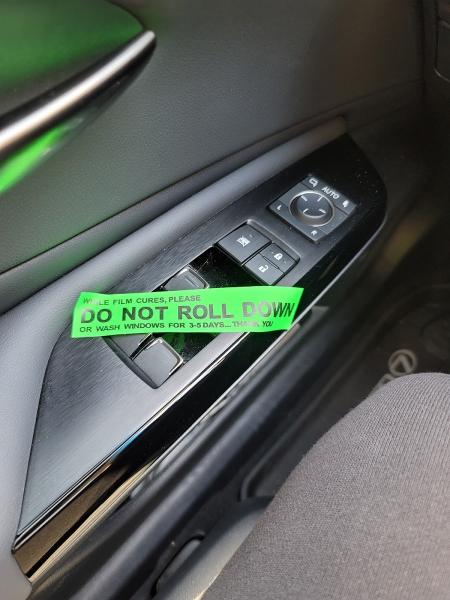 AUTO
L
R
WHILE FILM CURES, PLEASE
DO NOT ROLL DOWN
OR WASH WINDOWS FOR 3-5 DAYS... THANK YOU